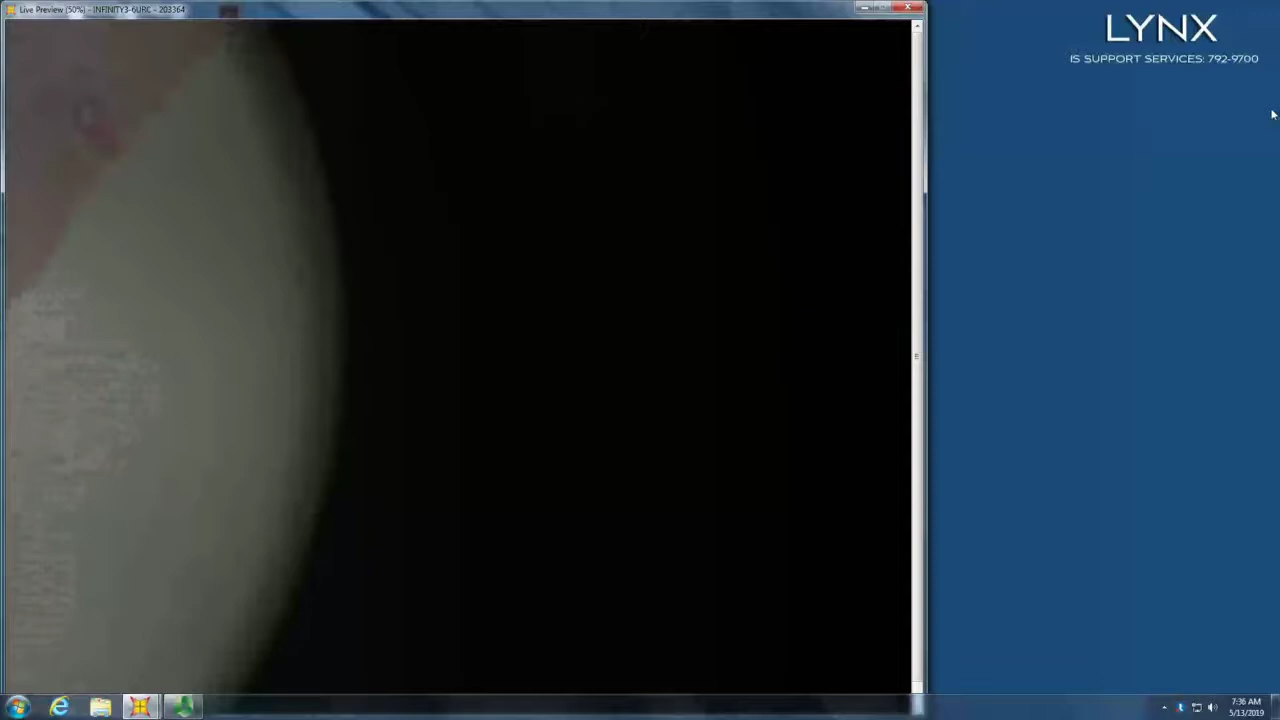 Live Preview (50%) - INFINITY3-6URC - 203364
LYNX
IS SUPPORT SERVICES: 792-9700
7:36 AM
5/13/2019